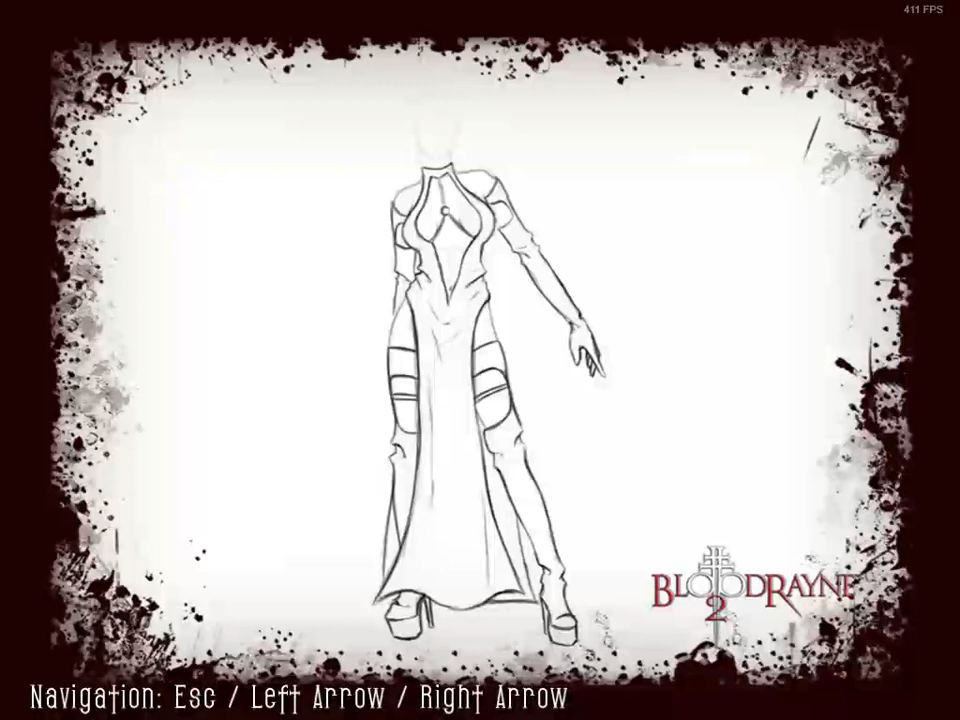 411 FPS
BLOODRAYNE
2
Navigation: Esc / Left Arrow / Right Arrow